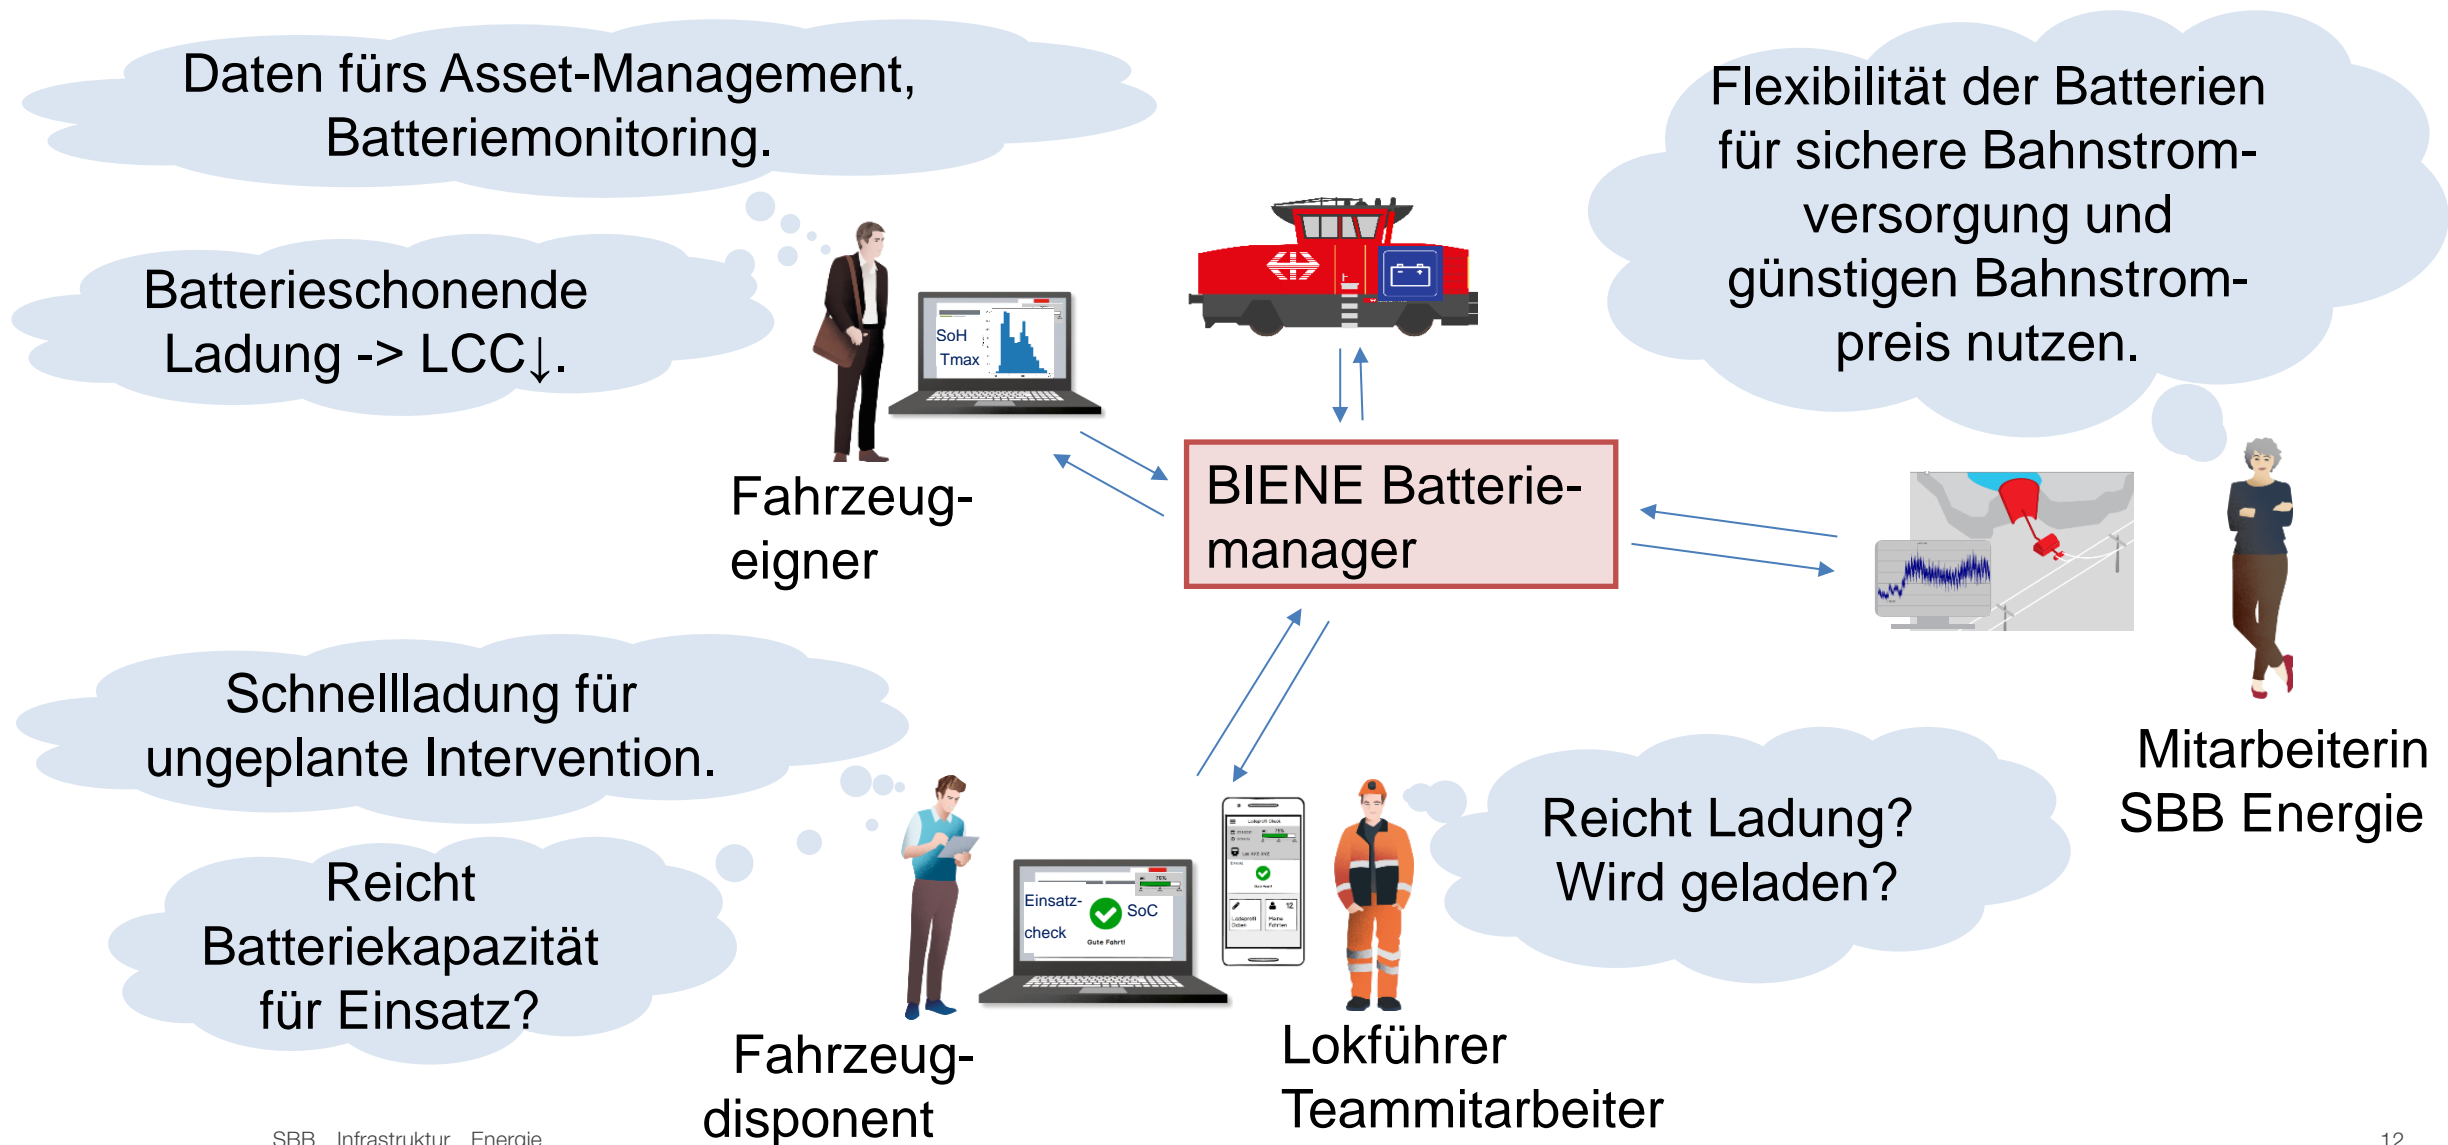 Daten fürs Asset-Management,
Batteriemonitoring.
Batterieschonende
Ladung -> LCC↓.
SoH
Tmax
Fahrzeug-
eigner
Flexibilität der Batterien
für sichere Bahnstrom-
versorgung und
günstigen Bahnstrom-
preis nutzen.
BIENE Batterie-
manager
Mitarbeiterin
SBB Energie
Schnellladung für
ungeplante Intervention.
Reicht
Batteriekapazität
für Einsatz?
Einsatz-
check
SoC
Gute Fahrt!
Fahrzeug-
disponent
Ladeprofil Check
Reicht Ladung?
Wird geladen?
Lokführer
Teammitarbeiter
SBB Infrastruktur Energie
12